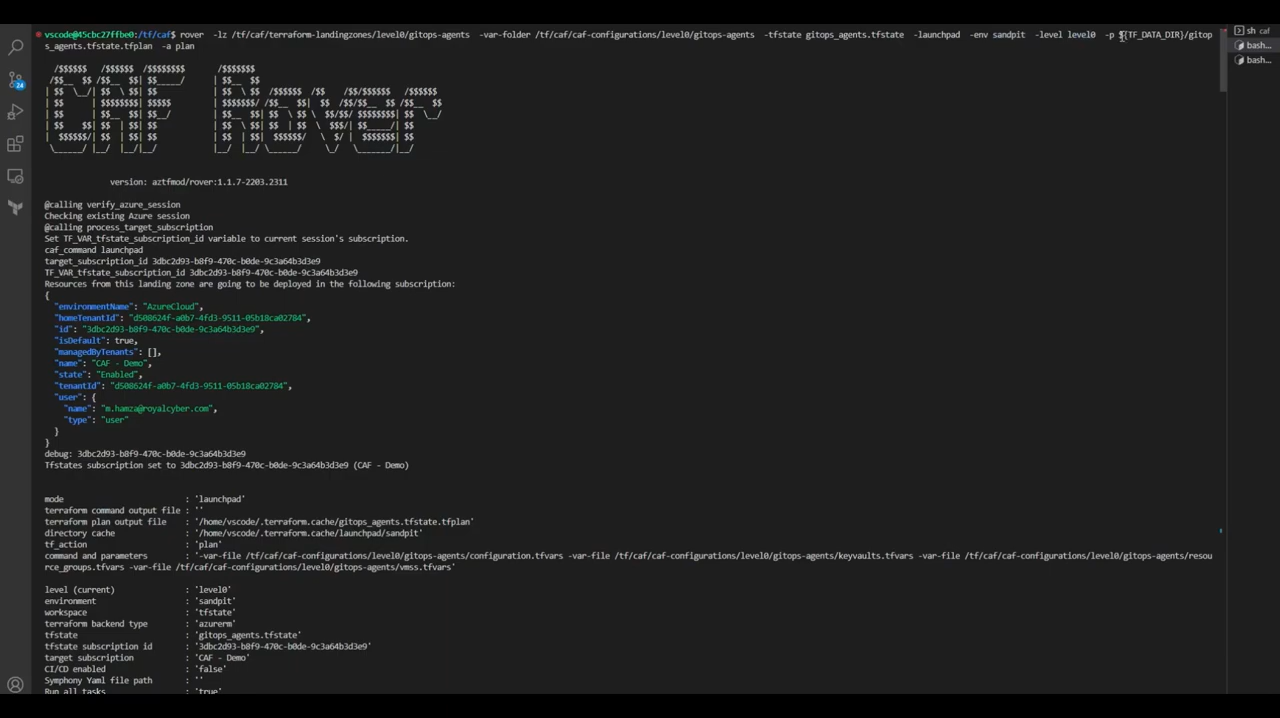 vscode@45cbc27ffbe0:/tf/caf$ rover -lz /tf/caf/terraform-landingzones/level0/gitops-agents -var-folder /tf/caf/caf-configurations/level0/gitops-agents -tfstate gitops_agents.tfstate -launchpad -env sandpit -level level0 -p ${TF_DATA_DIR}/gitop
s_agents.tfstate.tfplan -a plan
CAF Rover
version: aztfmod/rover:1.1.7-2203.2311
@calling verify_azure_session
Checking existing Azure session
@calling process_target_subscription
Set TF_VAR_tfstate_subscription_id variable to current session's subscription.
caf_command launchpad
target_subscription_id 3dbc2d93-b8f9-470c-b0de-9c3a64b3d3e9
TF_VAR_tfstate_subscription_id 3dbc2d93-b8f9-470c-b0de-9c3a64b3d3e9
Resources from this landing zone are going to be deployed in the following subscription:
{
"environmentName": "AzureCloud",
"homeTenantId": "d508624f-a0b7-4fd3-9511-05b18ca02784",
"id": "3dbc2d93-b8f9-470c-b0de-9c3a64b3d3e9",
"isDefault": true,
"managedByTenants": [],
"name": "CAF - Demo",
"state": "Enabled",
"tenantId": "d508624f-a0b7-4fd3-9511-05b18ca02784",
"user": {
"name": "m.hamza@royalcyber.com",
"type": "user"
}
}
debug: 3dbc2d93-b8f9-470c-b0de-9c3a64b3d3e9
Tfstates subscription set to 3dbc2d93-b8f9-470c-b0de-9c3a64b3d3e9 (CAF - Demo)
mode : 'launchpad'
terraform command output file : ''
terraform plan output file : '/home/vscode/.terraform.cache/gitops_agents.tfstate.tfplan'
directory cache : '/home/vscode/.terraform.cache/launchpad/sandpit'
tf_action : 'plan'
command and parameters : '-var-file /tf/caf/caf-configurations/level0/gitops-agents/configuration.tfvars -var-file /tf/caf/caf-configurations/level0/gitops-agents/keyvaults.tfvars -var-file /tf/caf/caf-configurations/level0/gitops-agents/resou
rce_groups.tfvars -var-file /tf/caf/caf-configurations/level0/gitops-agents/vmss.tfvars'
level (current) : 'level0'
environment : 'sandpit'
workspace : 'tfstate'
terraform backend type : 'azurerm'
tfstate : 'gitops_agents.tfstate'
tfstate subscription id : '3dbc2d93-b8f9-470c-b0de-9c3a64b3d3e9'
target subscription : 'CAF - Demo'
CI/CD enabled : 'false'
Symphony Yaml file path : ''
Run all tasks : 'true'
sh caf
bash...
bash...
24